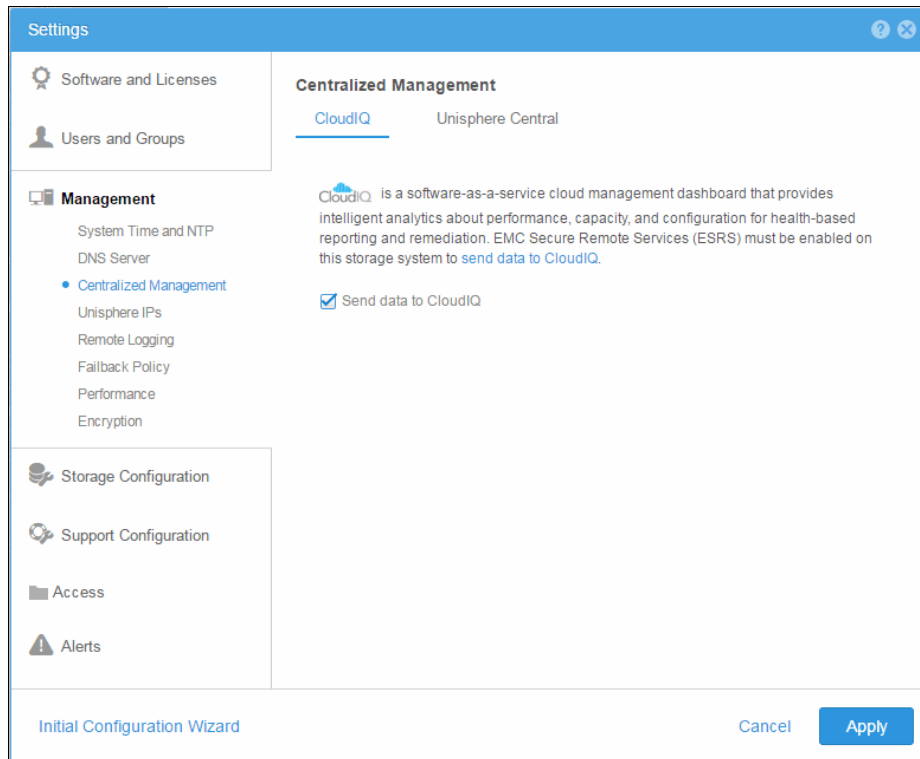 Settings
Software and Licenses
Users and Groups
Management
System Time and NTP
DNS Server
Centralized Management
Unisphere IPs
Remote Logging
Failback Policy
Performance
Encryption
Storage Configuration
Support Configuration
Access
Alerts
Centralized Management
CloudIQ Unisphere Central
CloudIQ is a software-as-a-service cloud management dashboard that provides
intelligent analytics about performance, capacity, and configuration for health-based
reporting and remediation. EMC Secure Remote Services (ESRS) must be enabled on
this storage system to send data to CloudIQ.
Send data to CloudIQ
Initial Configuration Wizard
Cancel Apply